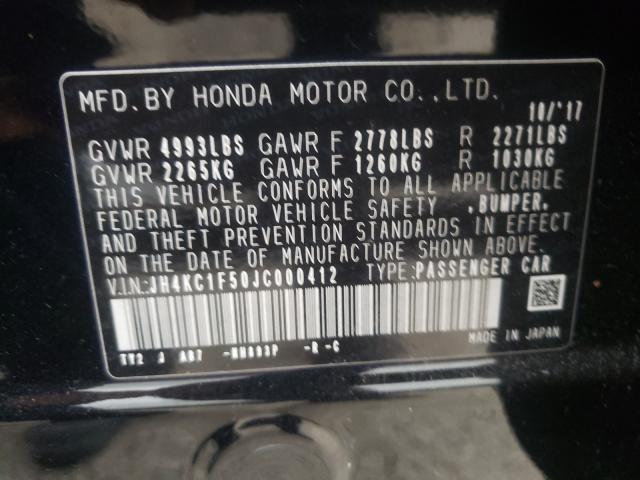 MFD. BY HONDA MOTOR CO., LTD. 10/'17
GVWR 4993LBS GAWR F 2778LBS R 2271LBS
GVWR 2265KG GAWR F 1260KG R 1030KG
THIS VEHICLE CONFORMS TO ALL APPLICABLE
FEDERAL MOTOR VEHICLE SAFETY ,BUMPER,
AND THEFT PREVENTION STANDARDS IN EFFECT
ON THE DATE OF MANUFACTURE SHOWN ABOVE.
V.I.N:JH4KC1F50JC000412 TYPE:PASSENGER CAR
TY2 J AB7 -R -C
MADE IN JAPAN